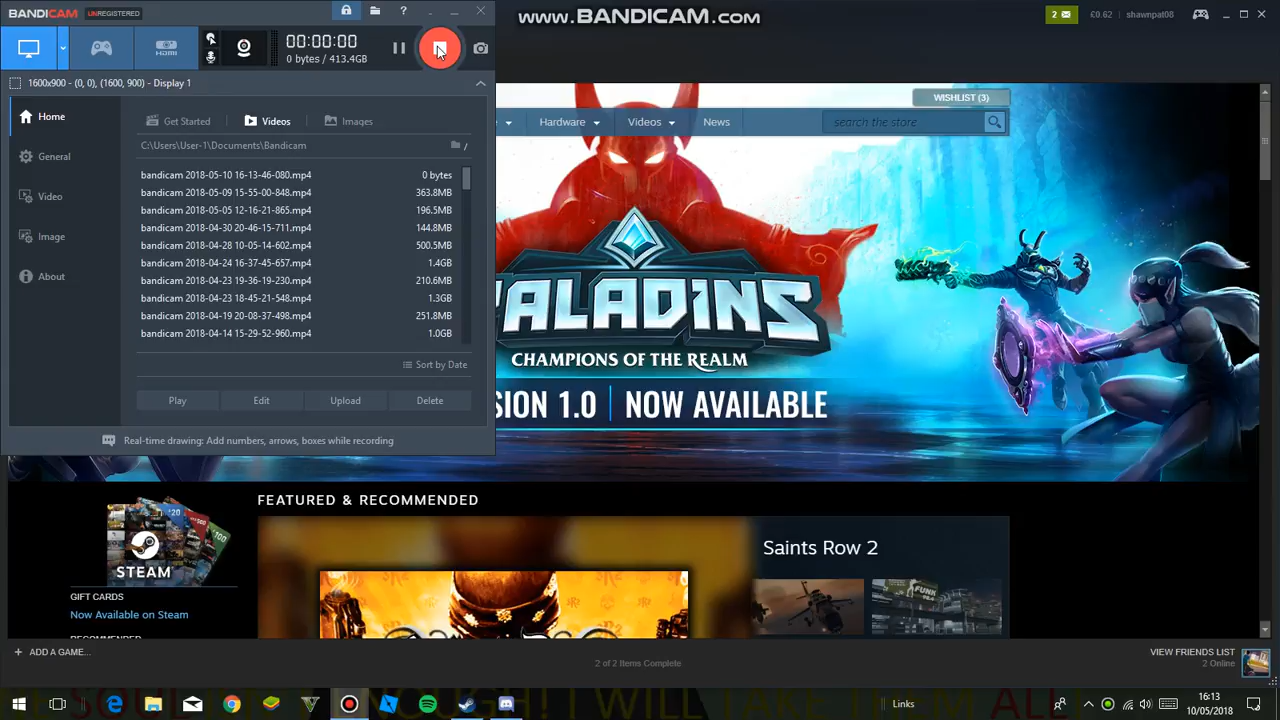 BANDICAM UNREGISTERED
www.BANDICAM.com
2
£0.62
shawnpat08
HDMI
00:00:00
0 bytes / 413.4GB
1600x900 - (0, 0), (1600, 900) - Display 1
Home
General
Video
Image
About
Get Started
Videos
Images
C:\Users\User-1\Documents\Bandicam
bandicam 2018-05-10 16-13-46-080.mp4 0 bytes
bandicam 2018-05-09 15-55-00-848.mp4 363.8MB
bandicam 2018-05-05 12-16-21-865.mp4 196.5MB
bandicam 2018-04-30 20-46-15-711.mp4 144.8MB
bandicam 2018-04-28 10-05-14-602.mp4 500.5MB
bandicam 2018-04-24 16-37-45-657.mp4 1.4GB
bandicam 2018-04-23 19-36-19-230.mp4 210.6MB
bandicam 2018-04-23 18-45-21-548.mp4 1.3GB
bandicam 2018-04-19 20-08-37-498.mp4 251.8MB
bandicam 2018-04-14 15-29-52-960.mp4 1.0GB
Sort by Date
Play Edit Upload Delete
Real-time drawing: Add numbers, arrows, boxes while recording
WISHLIST (3)
Hardware Videos News
search the store
ALADINS
CHAMPIONS OF THE REALM
SION 1.0 NOW AVAILABLE
FEATURED & RECOMMENDED
Saints Row 2
FUNK
$20
$50
$100
STEAM
GIFT CARDS
Now Available on Steam
RECOMMENDED
ADD A GAME...
2 of 2 Items Complete
VIEW FRIENDS LIST
2 Online
Links
16:13
10/05/2018